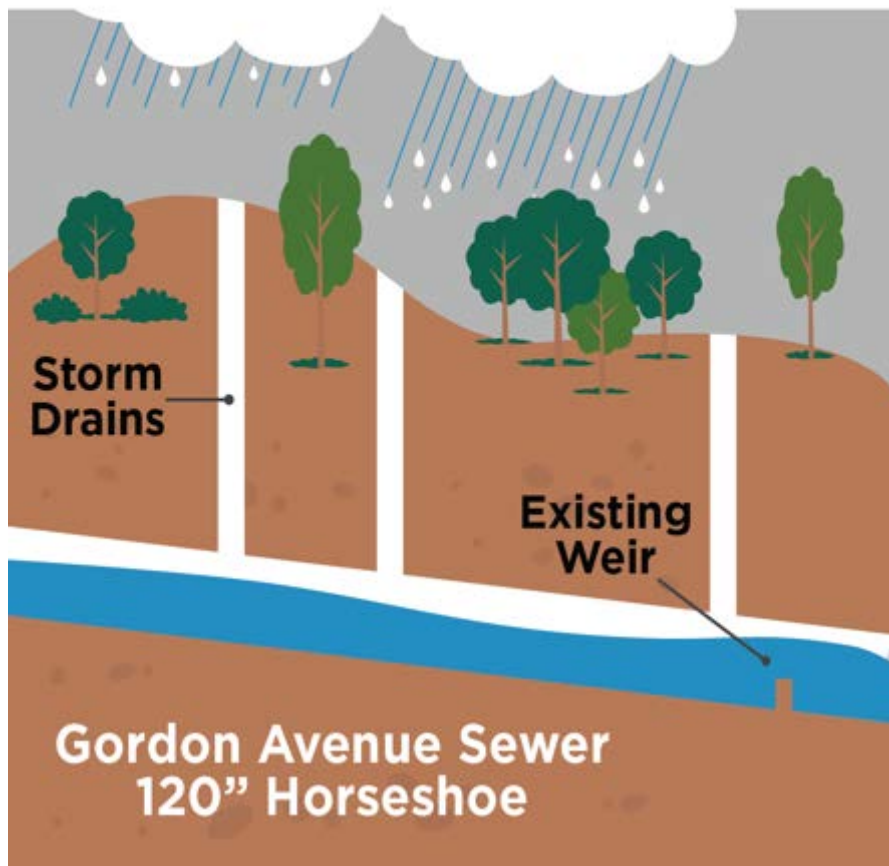 Storm
Drains
Existing
Weir
Gordon Avenue Sewer
120” Horseshoe